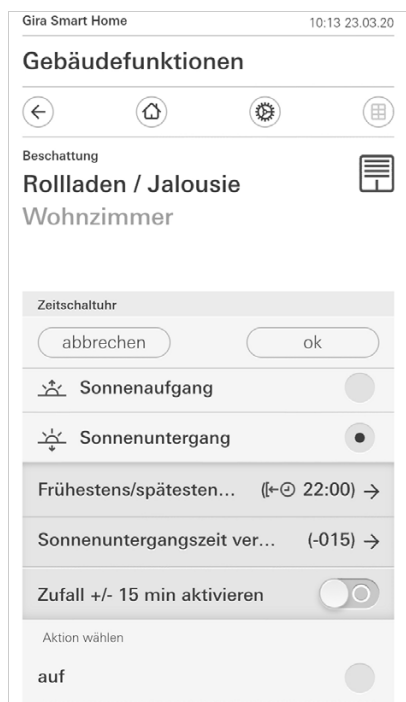 Gira Smart Home 10:13 23.03.20
Gebäudefunktionen
Beschattung
Rollladen / Jalousie
Wohnzimmer
Zeitschaltuhr
abbrechen ok
Sonnenaufgang
Sonnenuntergang
Frühestens/spätesten... ([← 22:00) →
Sonnenuntergangszeit ver... (-015) →
Zufall +/- 15 min aktivieren
Aktion wählen
auf